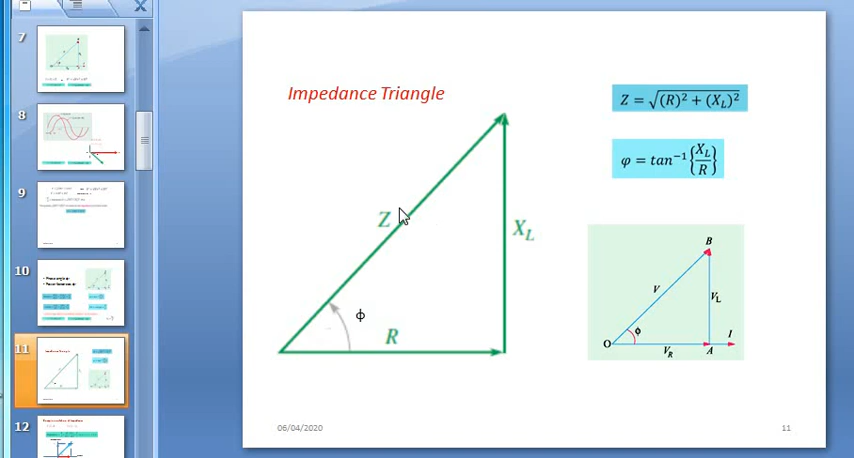 7
8
9
10
11
12
Impedance Triangle
Z = √(R)² + (X_L)²
φ = tan⁻¹{X_L/R}
Z
X_L
ϕ
R
B
V
V_L
ϕ
I
O
V_R
A
06/04/2020
11